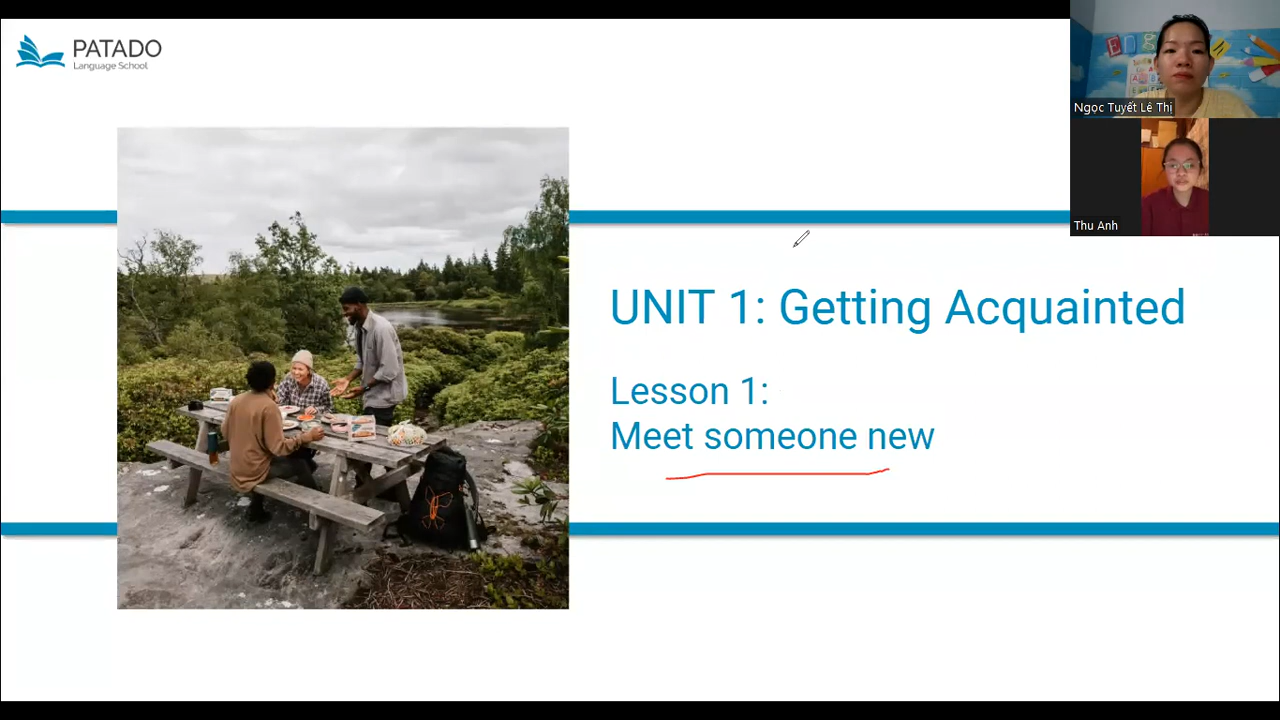 PATADO
Language School
Ngọc Tuyết Lê Thị
Thu Anh
UNIT 1: Getting Acquainted
Lesson 1:
Meet someone new